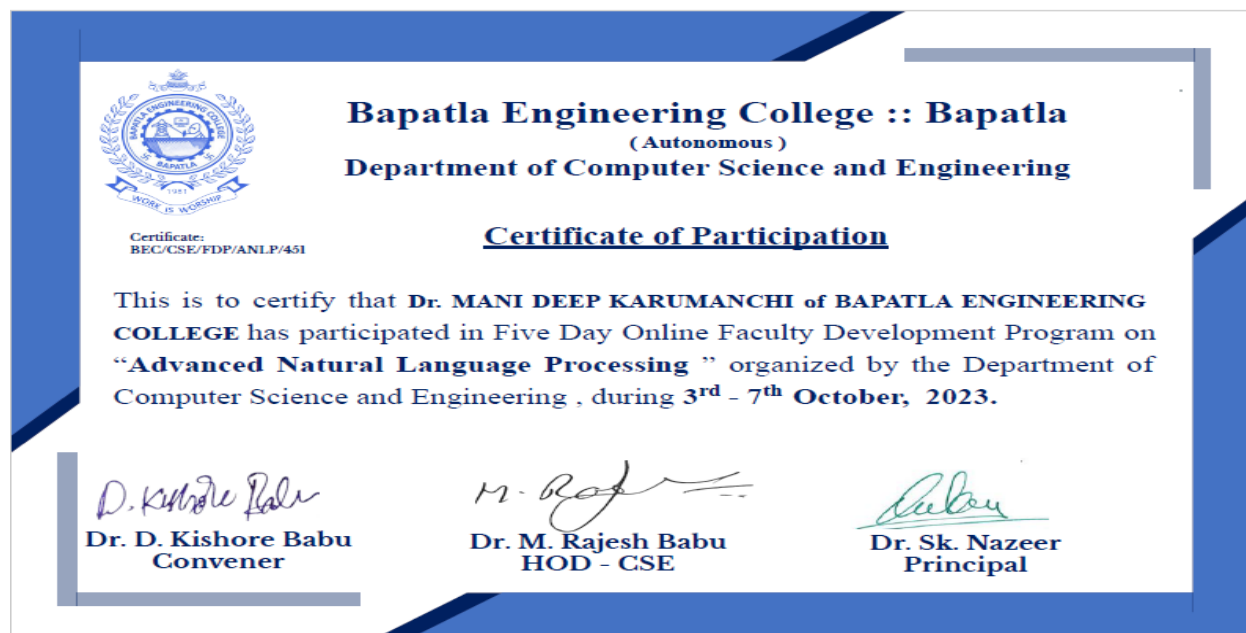 Bapatla Engineering College :: Bapatla
( Autonomous )
Department of Computer Science and Engineering
BAPATLA ENGINEERING COLLEGE
BAPATLA
1981
WORK IS WORSHIP
Certificate:
BEC/CSE/FDP/ANLP/451
Certificate of Participation
This is to certify that Dr. MANI DEEP KARUMANCHI of BAPATLA ENGINEERING
COLLEGE has participated in Five Day Online Faculty Development Program on
“Advanced Natural Language Processing ” organized by the Department of
Computer Science and Engineering , during 3rd - 7th October, 2023.
D. Kishore Babu
Dr. D. Kishore Babu
Convener
Dr. M. Rajesh Babu
HOD - CSE
Dr. Sk. Nazeer
Principal